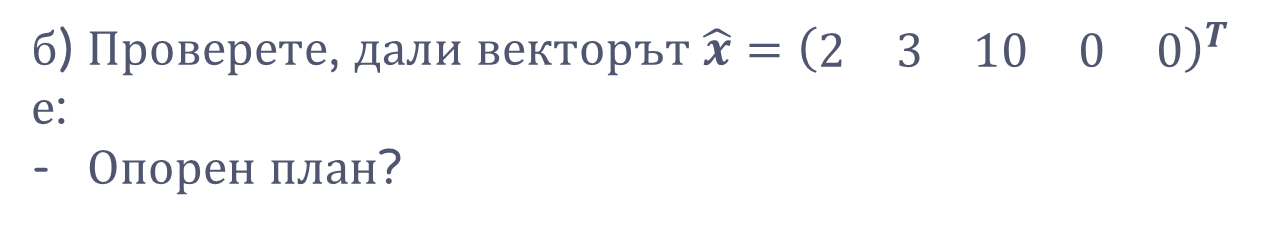 б) Проверете, дали векторът x̂ = (2 3 10 0 0)ᵀ
е:
- Опорен план?